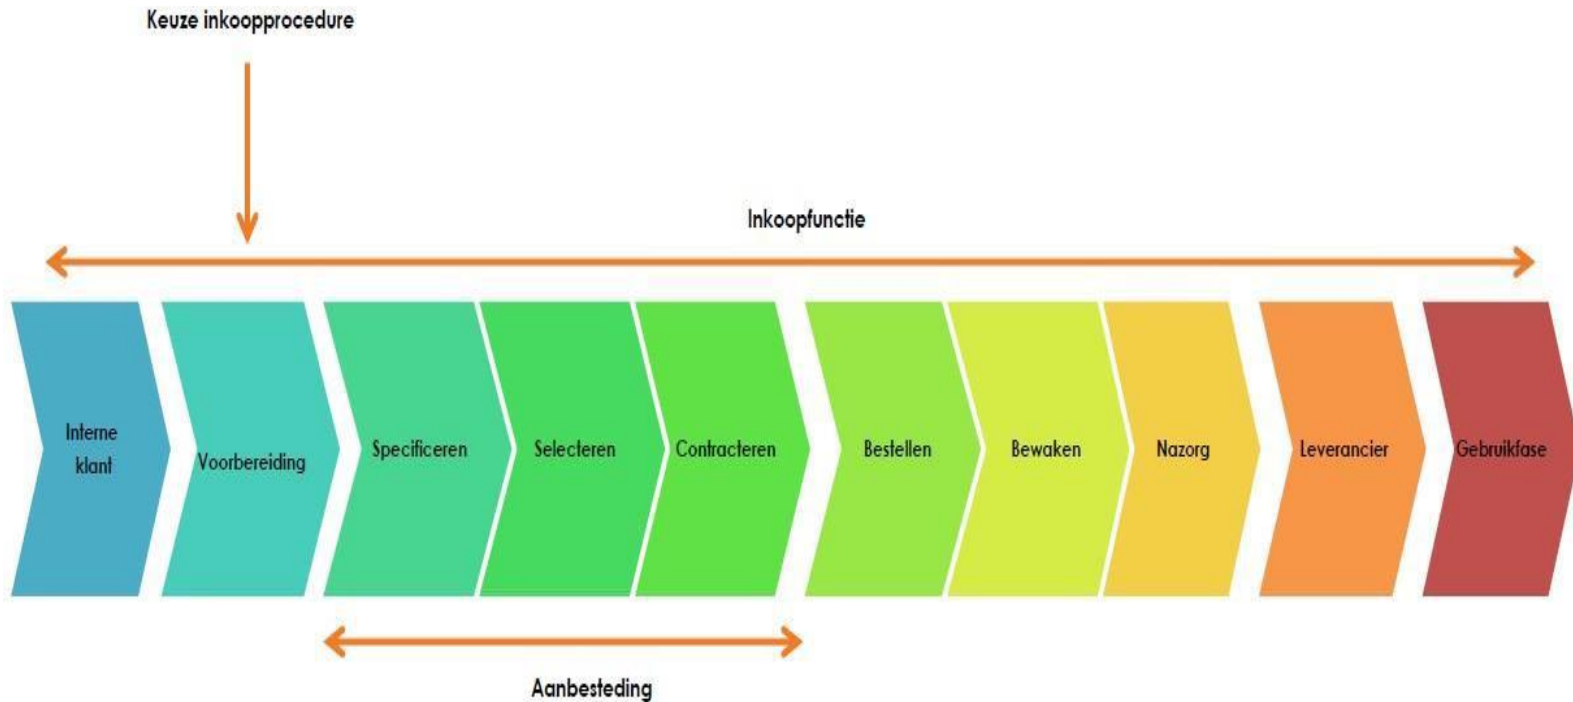 Keuze inkoopprocedure
Inkoopfunctie
Interne
klant
Voorbereiding
Specificeren
Selecteren
Contracteren
Bestellen
Bewaken
Nazorg
Leverancier
Gebruikfase
Aanbesteding